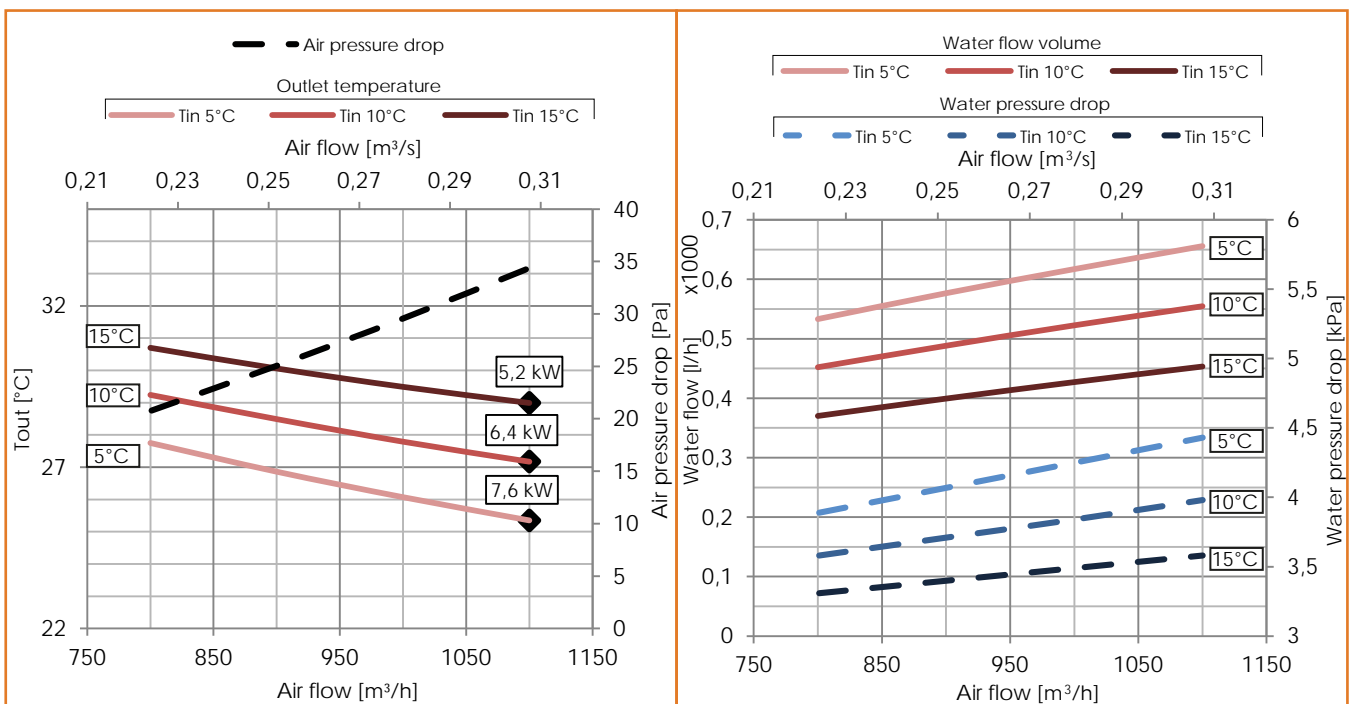 Air pressure drop
Outlet temperature
Tin 5°C Tin 10°C Tin 15°C
Air flow [m³/s]
0,21 0,23 0,25 0,27 0,29 0,31
40
35
30
25
20
15
10
5
0
Air pressure drop [Pa]
32
27
22
Tout [°C]
15°C
10°C
5°C
5,2 kW
6,4 kW
7,6 kW
750 850 950 1050 1150
Air flow [m³/h]
Water flow volume
Tin 5°C Tin 10°C Tin 15°C
Water pressure drop
Tin 5°C Tin 10°C Tin 15°C
Air flow [m³/s]
0,21 0,23 0,25 0,27 0,29 0,31
0,7
0,6
0,5
0,4
0,3
0,2
0,1
0
x1000
Water flow [l/h]
5°C
10°C
15°C
5°C
10°C
15°C
6
5,5
5
4,5
4
3,5
3
Water pressure drop [kPa]
750 850 950 1050 1150
Air flow [m³/h]